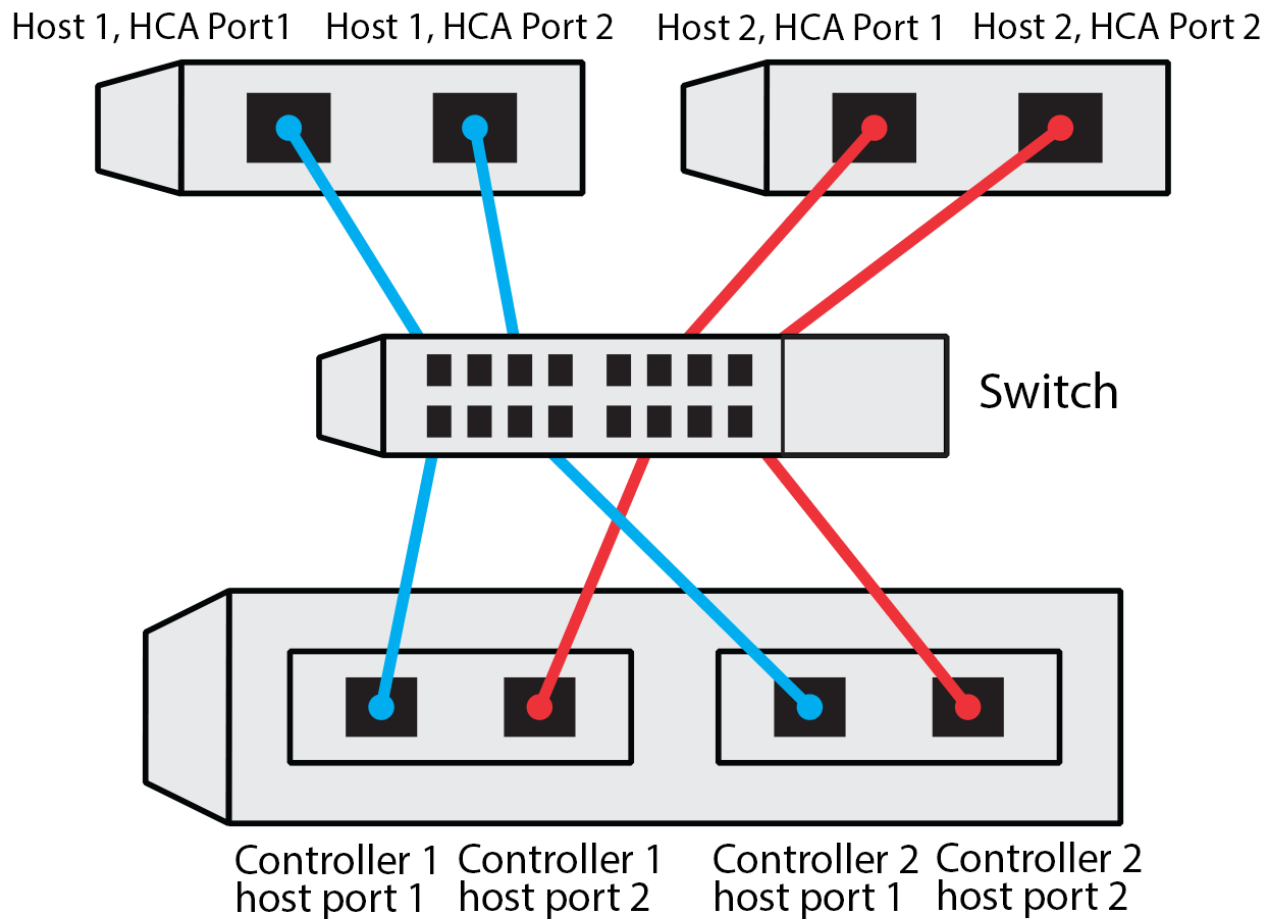 Host 1, HCA Port1
Host 1, HCA Port 2
Host 2, HCA Port 1
Host 2, HCA Port 2
Switch
Controller 1
host port 1
Controller 1
host port 2
Controller 2
host port 1
Controller 2
host port 2